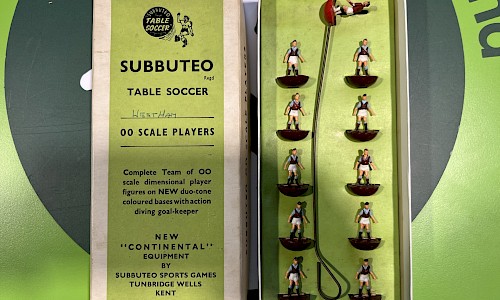 SUBBUTEO
TABLE
SOCCER
SUBBUTEO
Regd
TABLE SOCCER
WESTHAM
OO SCALE PLAYERS
Complete Team of OO
scale dimensional player
figures on NEW duo-tone
coloured bases with action
diving goal-keeper
NEW
"CONTINENTAL"
EQUIPMENT
BY
SUBBUTEO SPORTS GAMES
TUNBRIDGE WELLS
KENT